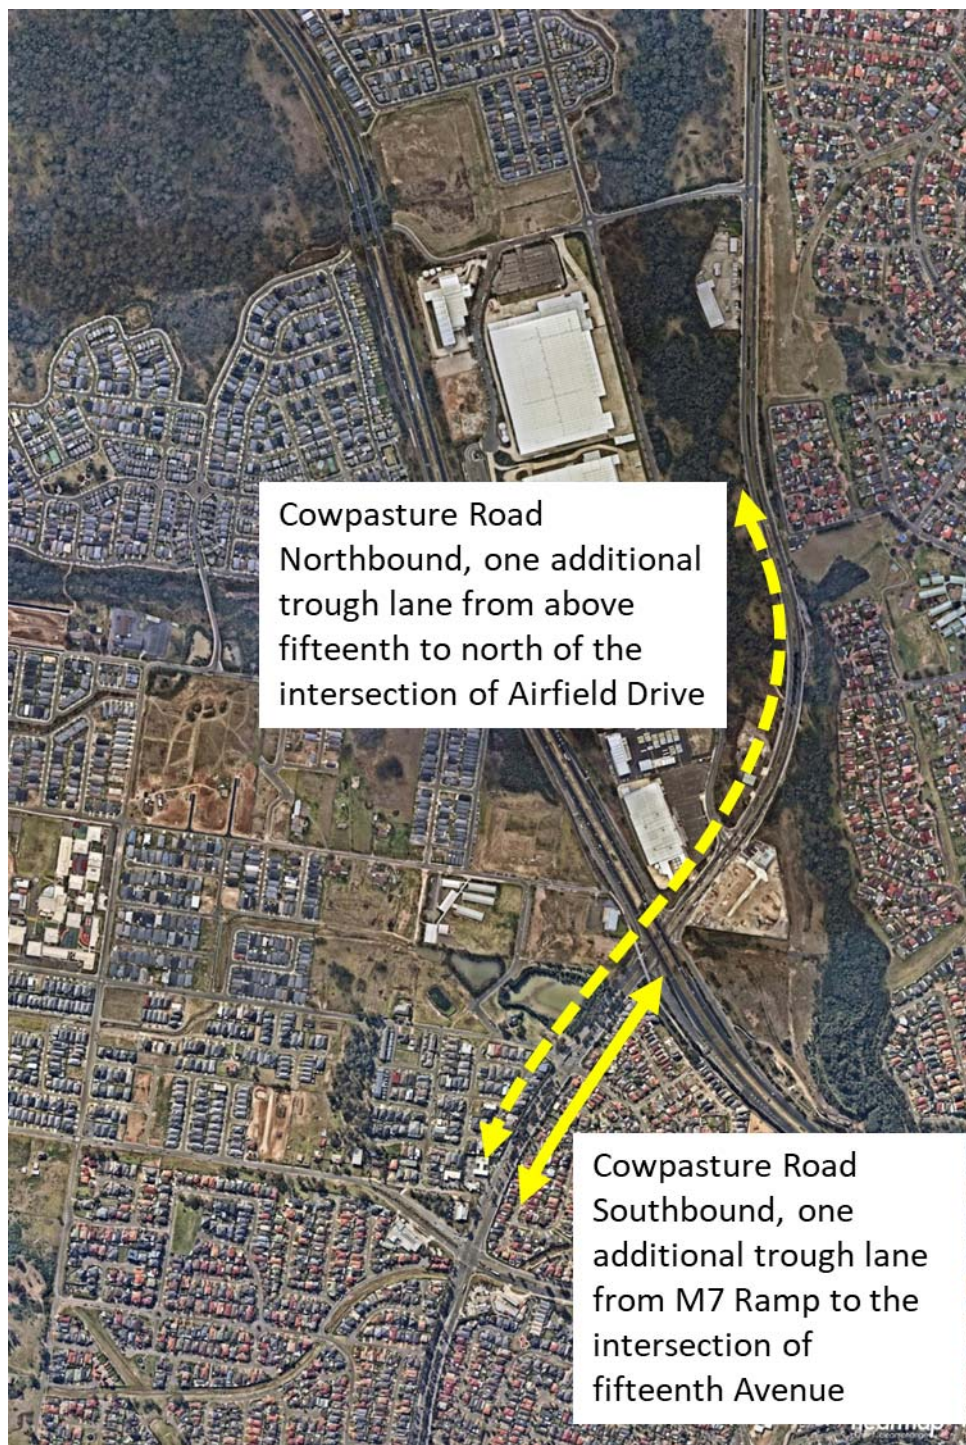 Cowpasture Road
Northbound, one additional
trough lane from above
fifteenth to north of the
intersection of Airfield Drive
Cowpasture Road
Southbound, one
additional trough lane
from M7 Ramp to the
intersection of
fifteenth Avenue